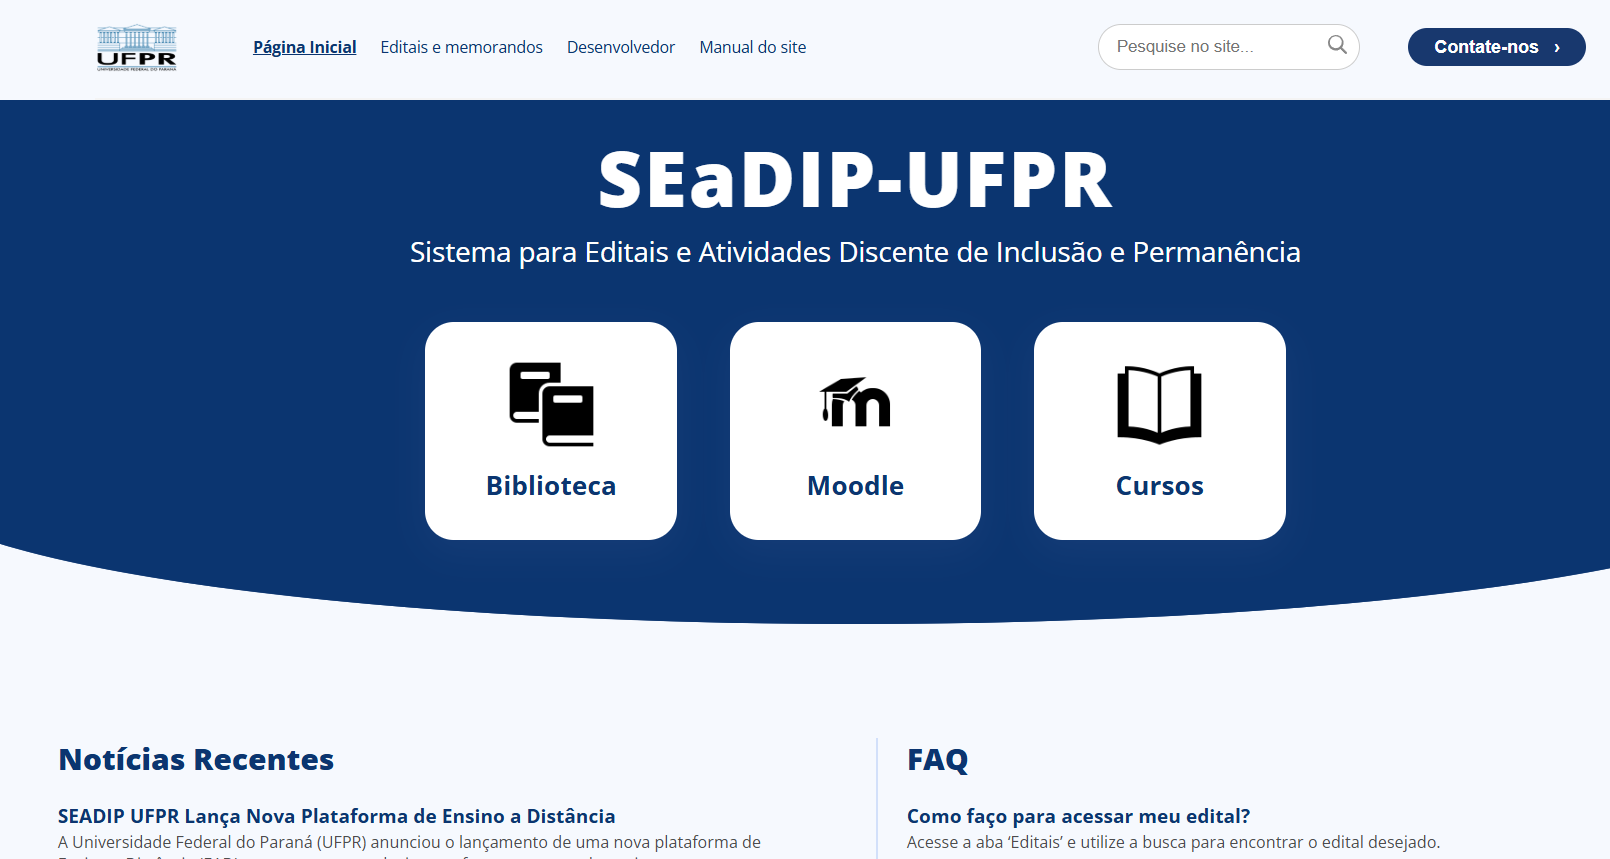 UFPR
UNIVERSIDADE FEDERAL DO PARANÁ
Página Inicial
Editais e memorandos
Desenvolvedor
Manual do site
Pesquise no site...
Contate-nos ›
SEaDIP-UFPR
Sistema para Editais e Atividades Discente de Inclusão e Permanência
Biblioteca
Moodle
Cursos
Notícias Recentes
SEADIP UFPR Lança Nova Plataforma de Ensino a Distância
A Universidade Federal do Paraná (UFPR) anunciou o lançamento de uma nova plataforma de
FAQ
Como faço para acessar meu edital?
Acesse a aba ‘Editais’ e utilize a busca para encontrar o edital desejado.